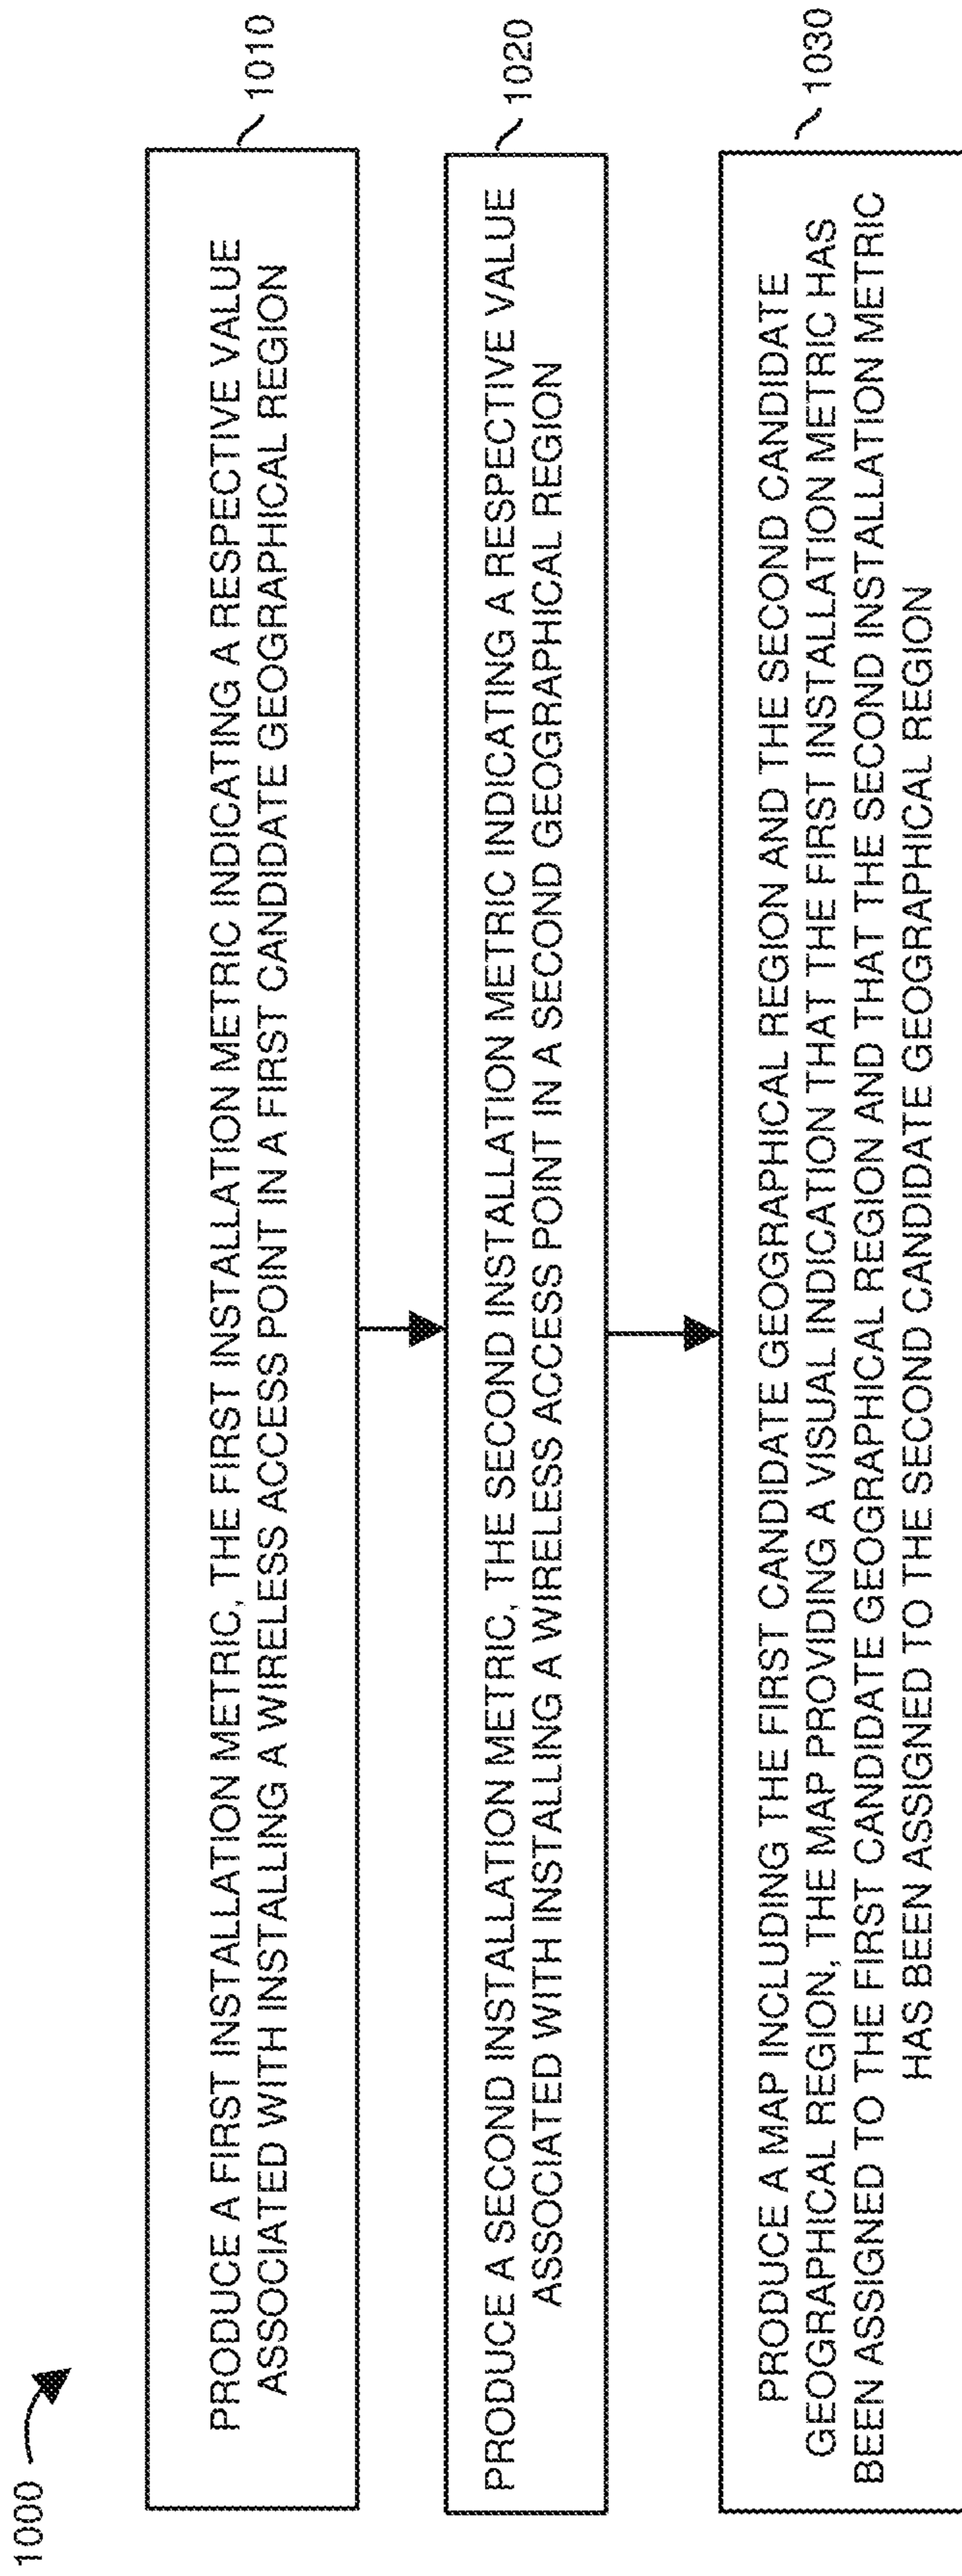 1000
PRODUCE A FIRST INSTALLATION METRIC, THE FIRST INSTALLATION METRIC INDICATING A RESPECTIVE VALUE
ASSOCIATED WITH INSTALLING A WIRELESS ACCESS POINT IN A FIRST CANDIDATE GEOGRAPHICAL REGION
1010
PRODUCE A SECOND INSTALLATION METRIC, THE SECOND INSTALLATION METRIC INDICATING A RESPECTIVE VALUE
ASSOCIATED WITH INSTALLING A WIRELESS ACCESS POINT IN A SECOND GEOGRAPHICAL REGION
1020
PRODUCE A MAP INCLUDING THE FIRST CANDIDATE GEOGRAPHICAL REGION AND THE SECOND CANDIDATE
GEOGRAPHICAL REGION, THE MAP PROVIDING A VISUAL INDICATION THAT THE FIRST INSTALLATION METRIC HAS
BEEN ASSIGNED TO THE FIRST CANDIDATE GEOGRAPHICAL REGION AND THAT THE SECOND INSTALLATION METRIC
HAS BEEN ASSIGNED TO THE SECOND CANDIDATE GEOGRAPHICAL REGION
1030